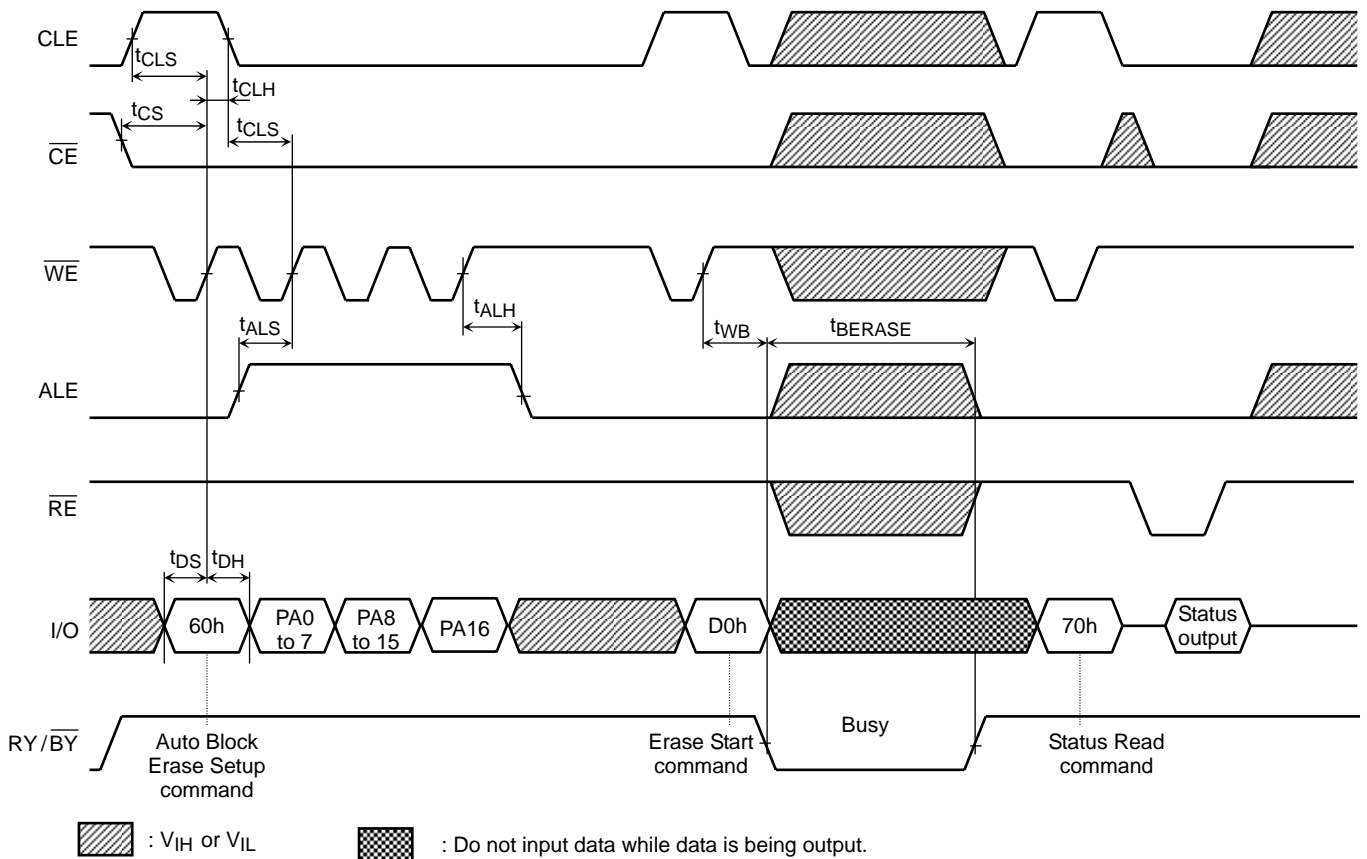 CLE
tCLS
tCLH
tCS
tCLS
CE
WE
tALS
tALH
tWB
tBERASE
ALE
RE
tDS
tDH
I/O
60h
PA0
to 7
PA8
to 15
PA16
D0h
70h
Status
output
RY/BY
Busy
Auto Block
Erase Setup
command
Erase Start
command
Status Read
command
: VIH or VIL
: Do not input data while data is being output.